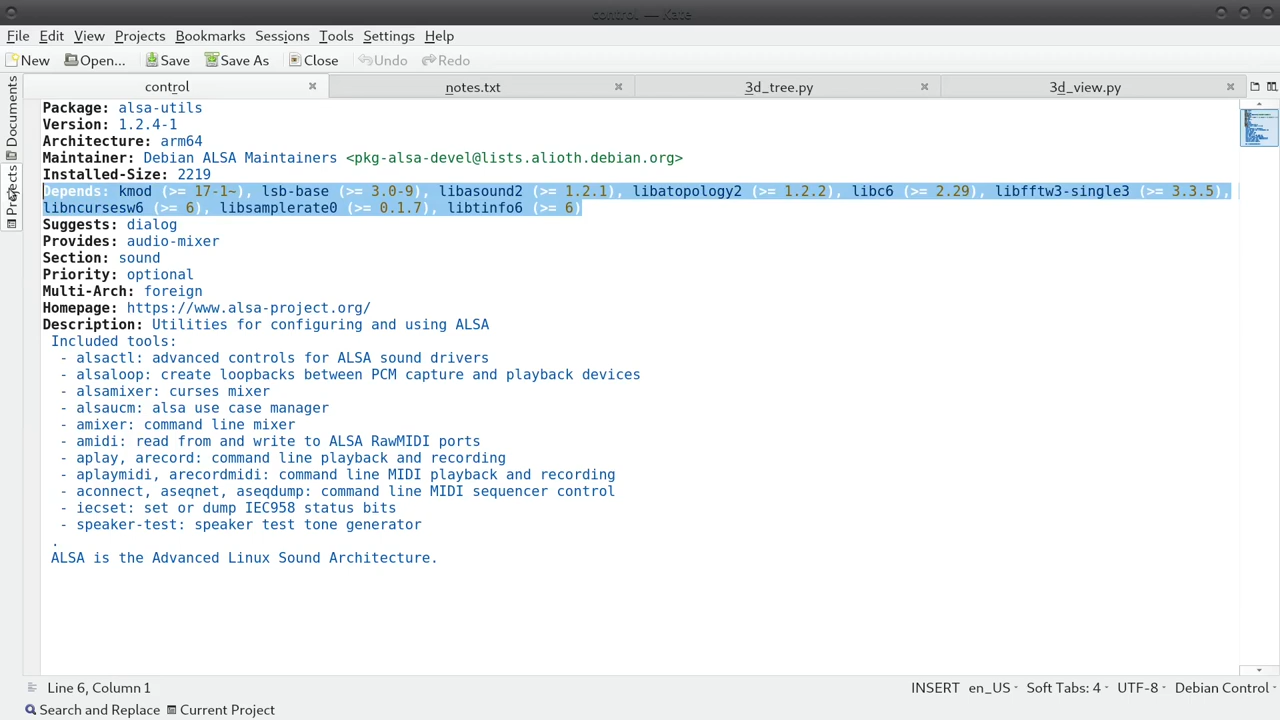 control — Kate
File Edit View Projects Bookmarks Sessions Tools Settings Help
New Open... Save Save As Close Undo Redo
control notes.txt 3d_tree.py 3d_view.py
Documents
Projects
Package: alsa-utils
Version: 1.2.4-1
Architecture: arm64
Maintainer: Debian ALSA Maintainers <pkg-alsa-devel@lists.alioth.debian.org>
Installed-Size: 2219
Depends: kmod (>= 17-1~), lsb-base (>= 3.0-9), libasound2 (>= 1.2.1), libatopology2 (>= 1.2.2), libc6 (>= 2.29), libfftw3-single3 (>= 3.3.5),
libncursesw6 (>= 6), libsamplerate0 (>= 0.1.7), libtinfo6 (>= 6)
Suggests: dialog
Provides: audio-mixer
Section: sound
Priority: optional
Multi-Arch: foreign
Homepage: https://www.alsa-project.org/
Description: Utilities for configuring and using ALSA
Included tools:
- alsactl: advanced controls for ALSA sound drivers
- alsaloop: create loopbacks between PCM capture and playback devices
- alsamixer: curses mixer
- alsaucm: alsa use case manager
- amixer: command line mixer
- amidi: read from and write to ALSA RawMIDI ports
- aplay, arecord: command line playback and recording
- aplaymidi, arecordmidi: command line MIDI playback and recording
- aconnect, aseqnet, aseqdump: command line MIDI sequencer control
- iecset: set or dump IEC958 status bits
- speaker-test: speaker test tone generator
.
ALSA is the Advanced Linux Sound Architecture.
Line 6, Column 1 INSERT en_US Soft Tabs: 4 UTF-8 Debian Control
Search and Replace Current Project